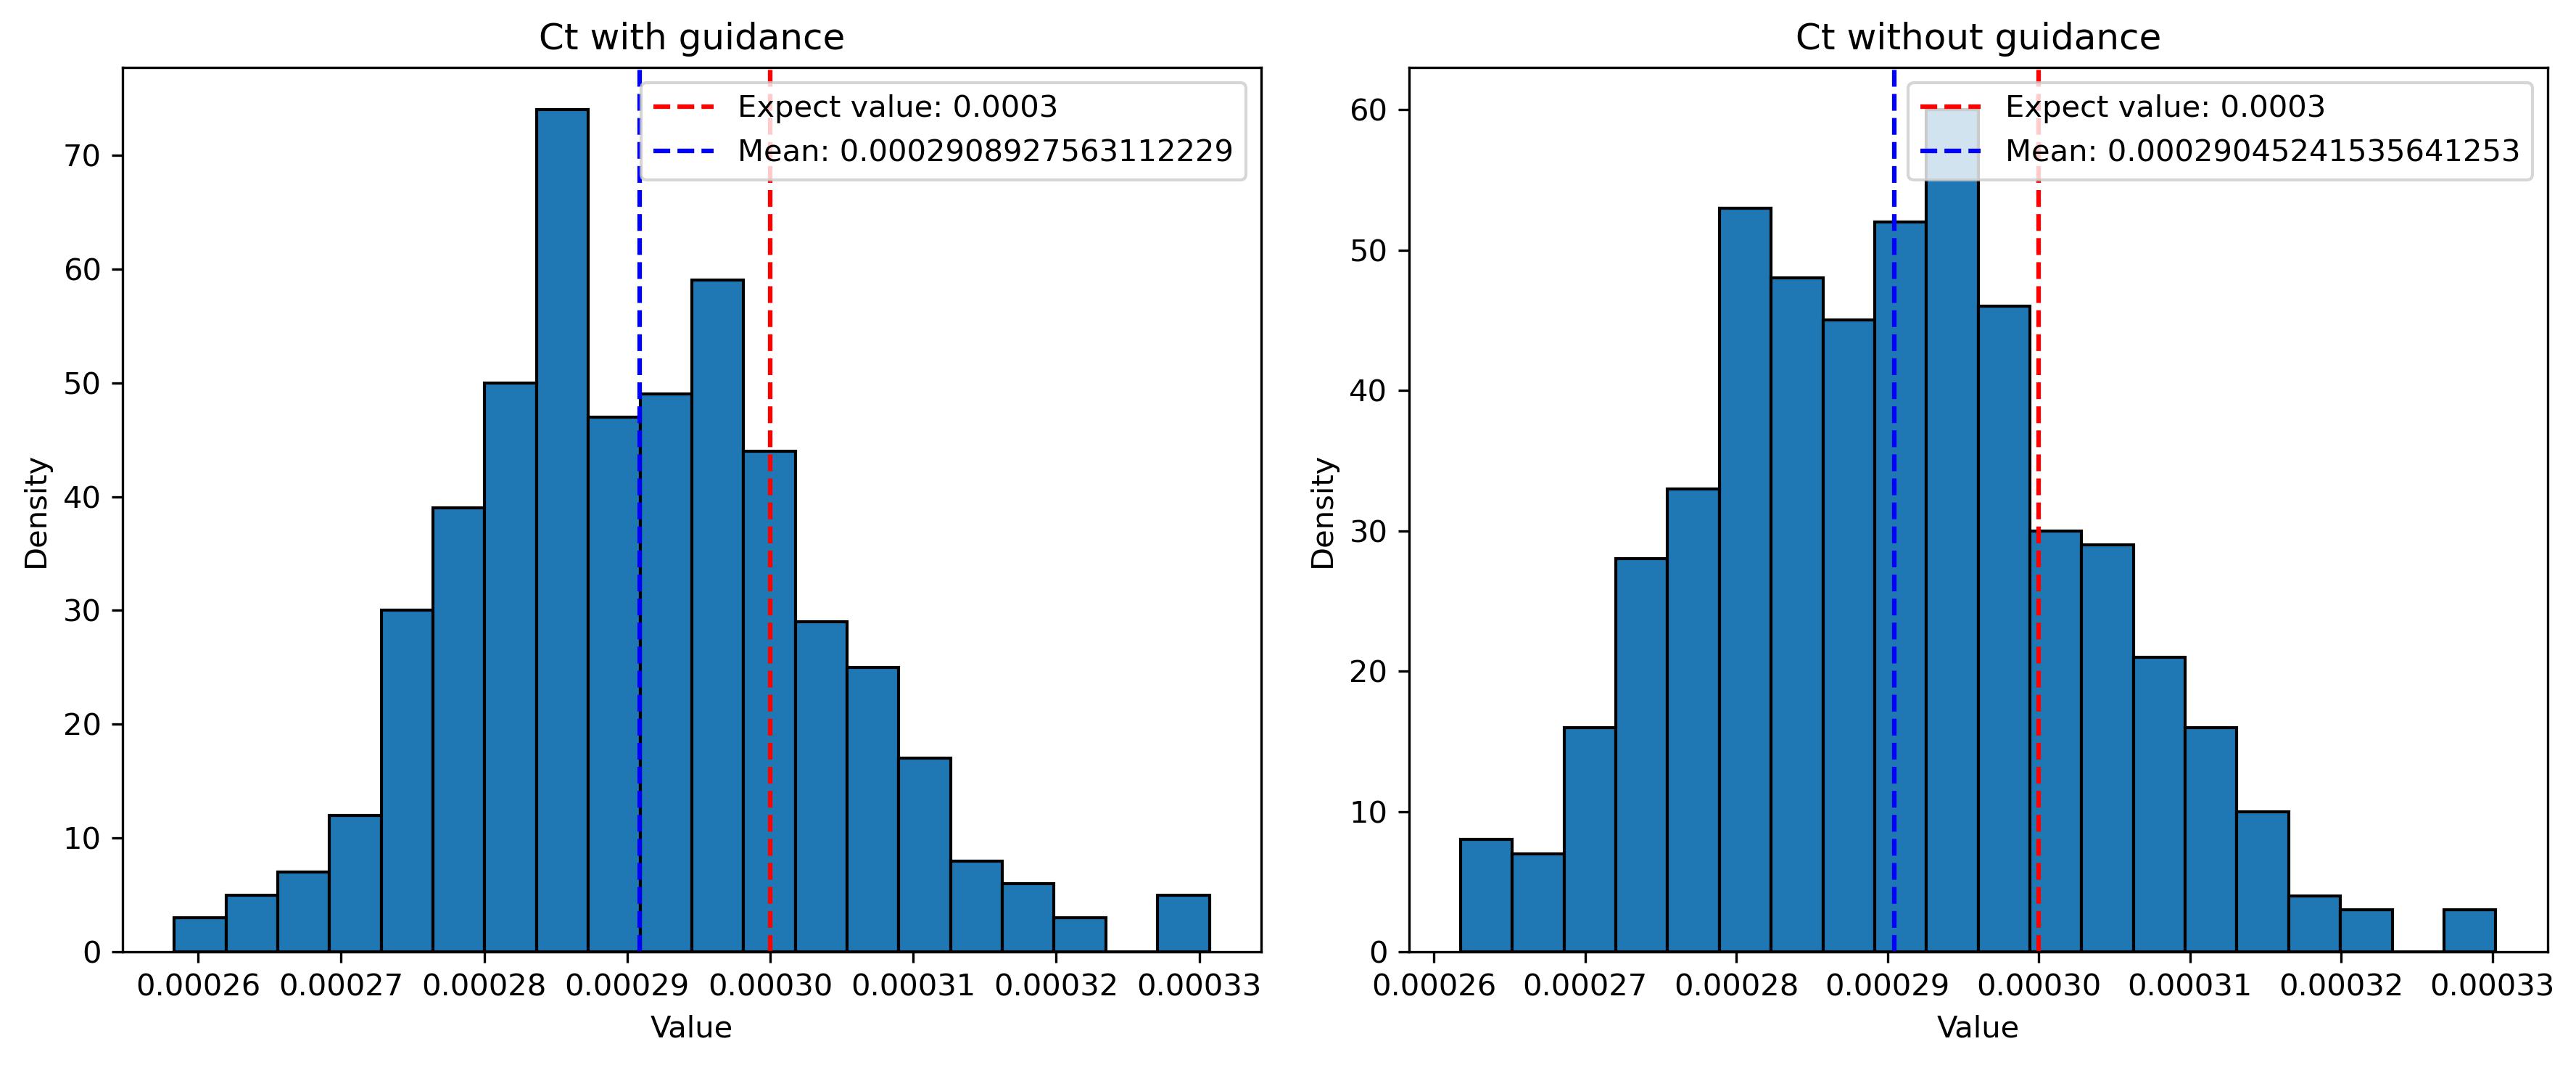 Ct with guidance
Expect value: 0.0003
Mean: 0.0002908927563112229
Density
70
60
50
40
30
20
10
0
0.00026 0.00027 0.00028 0.00029 0.00030 0.00031 0.00032 0.00033
Value
Ct without guidance
Expect value: 0.0003
Mean: 0.00029045241535641253
Density
60
50
40
30
20
10
0
0.00026 0.00027 0.00028 0.00029 0.00030 0.00031 0.00032 0.00033
Value